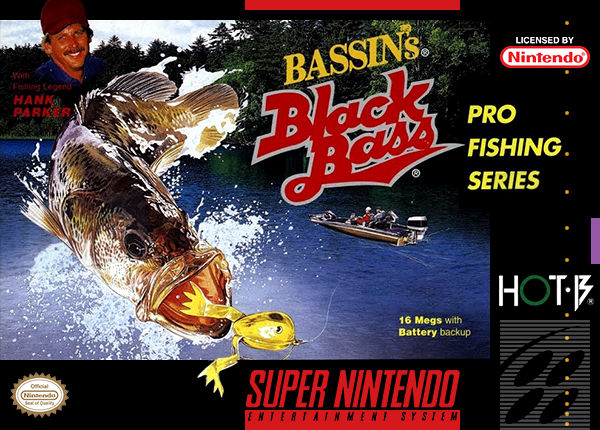 With
Fishing Legend
HANK
PARKER
BASSIN's®
Black
Bass®
PRO
FISHING
SERIES
LICENSED BY
Nintendo®
HOT·B®
16 Megs with
Battery backup
Official
Nintendo
Seal of Quality
SUPER NINTENDO
ENTERTAINMENT SYSTEM